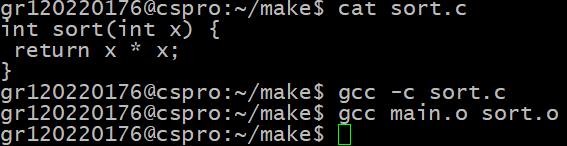 gr120220176@cspro:~/make$ cat sort.c
int sort(int x) {
 return x * x;
}
gr120220176@cspro:~/make$ gcc -c sort.c
gr120220176@cspro:~/make$ gcc main.o sort.o
gr120220176@cspro:~/make$